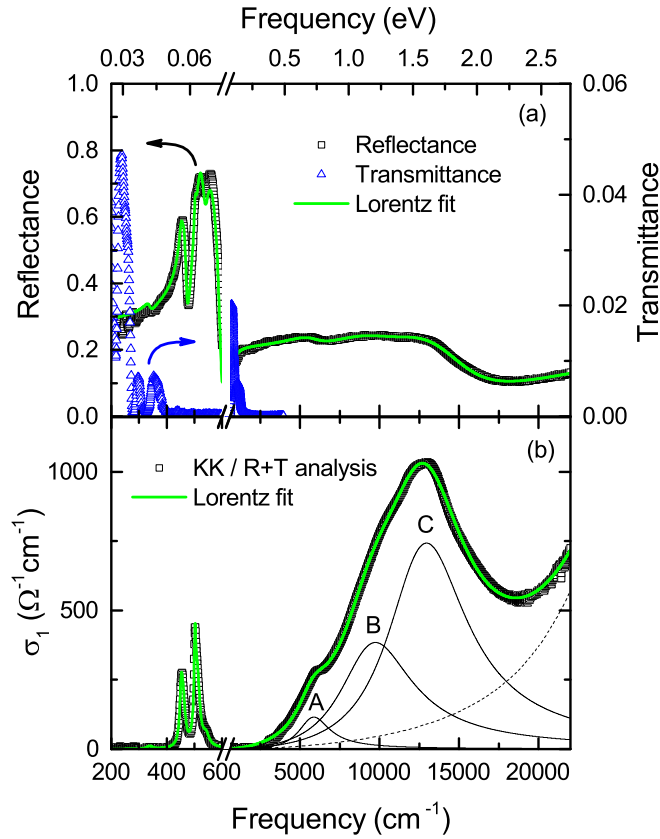 Frequency (eV)
0.03 0.06 0.5 1.0 1.5 2.0 2.5
1.0 0.06
(a)
Reflectance
Transmittance
Lorentz fit
0.8
0.6 0.04
0.4 0.02
0.2
0.0 0.00
Reflectance
Transmittance
(b)
KK / R+T analysis
Lorentz fit
1000
500
0
A
B
C
σ₁ (Ω⁻¹cm⁻¹)
200 400 600 5000 10000 15000 20000
Frequency (cm⁻¹)